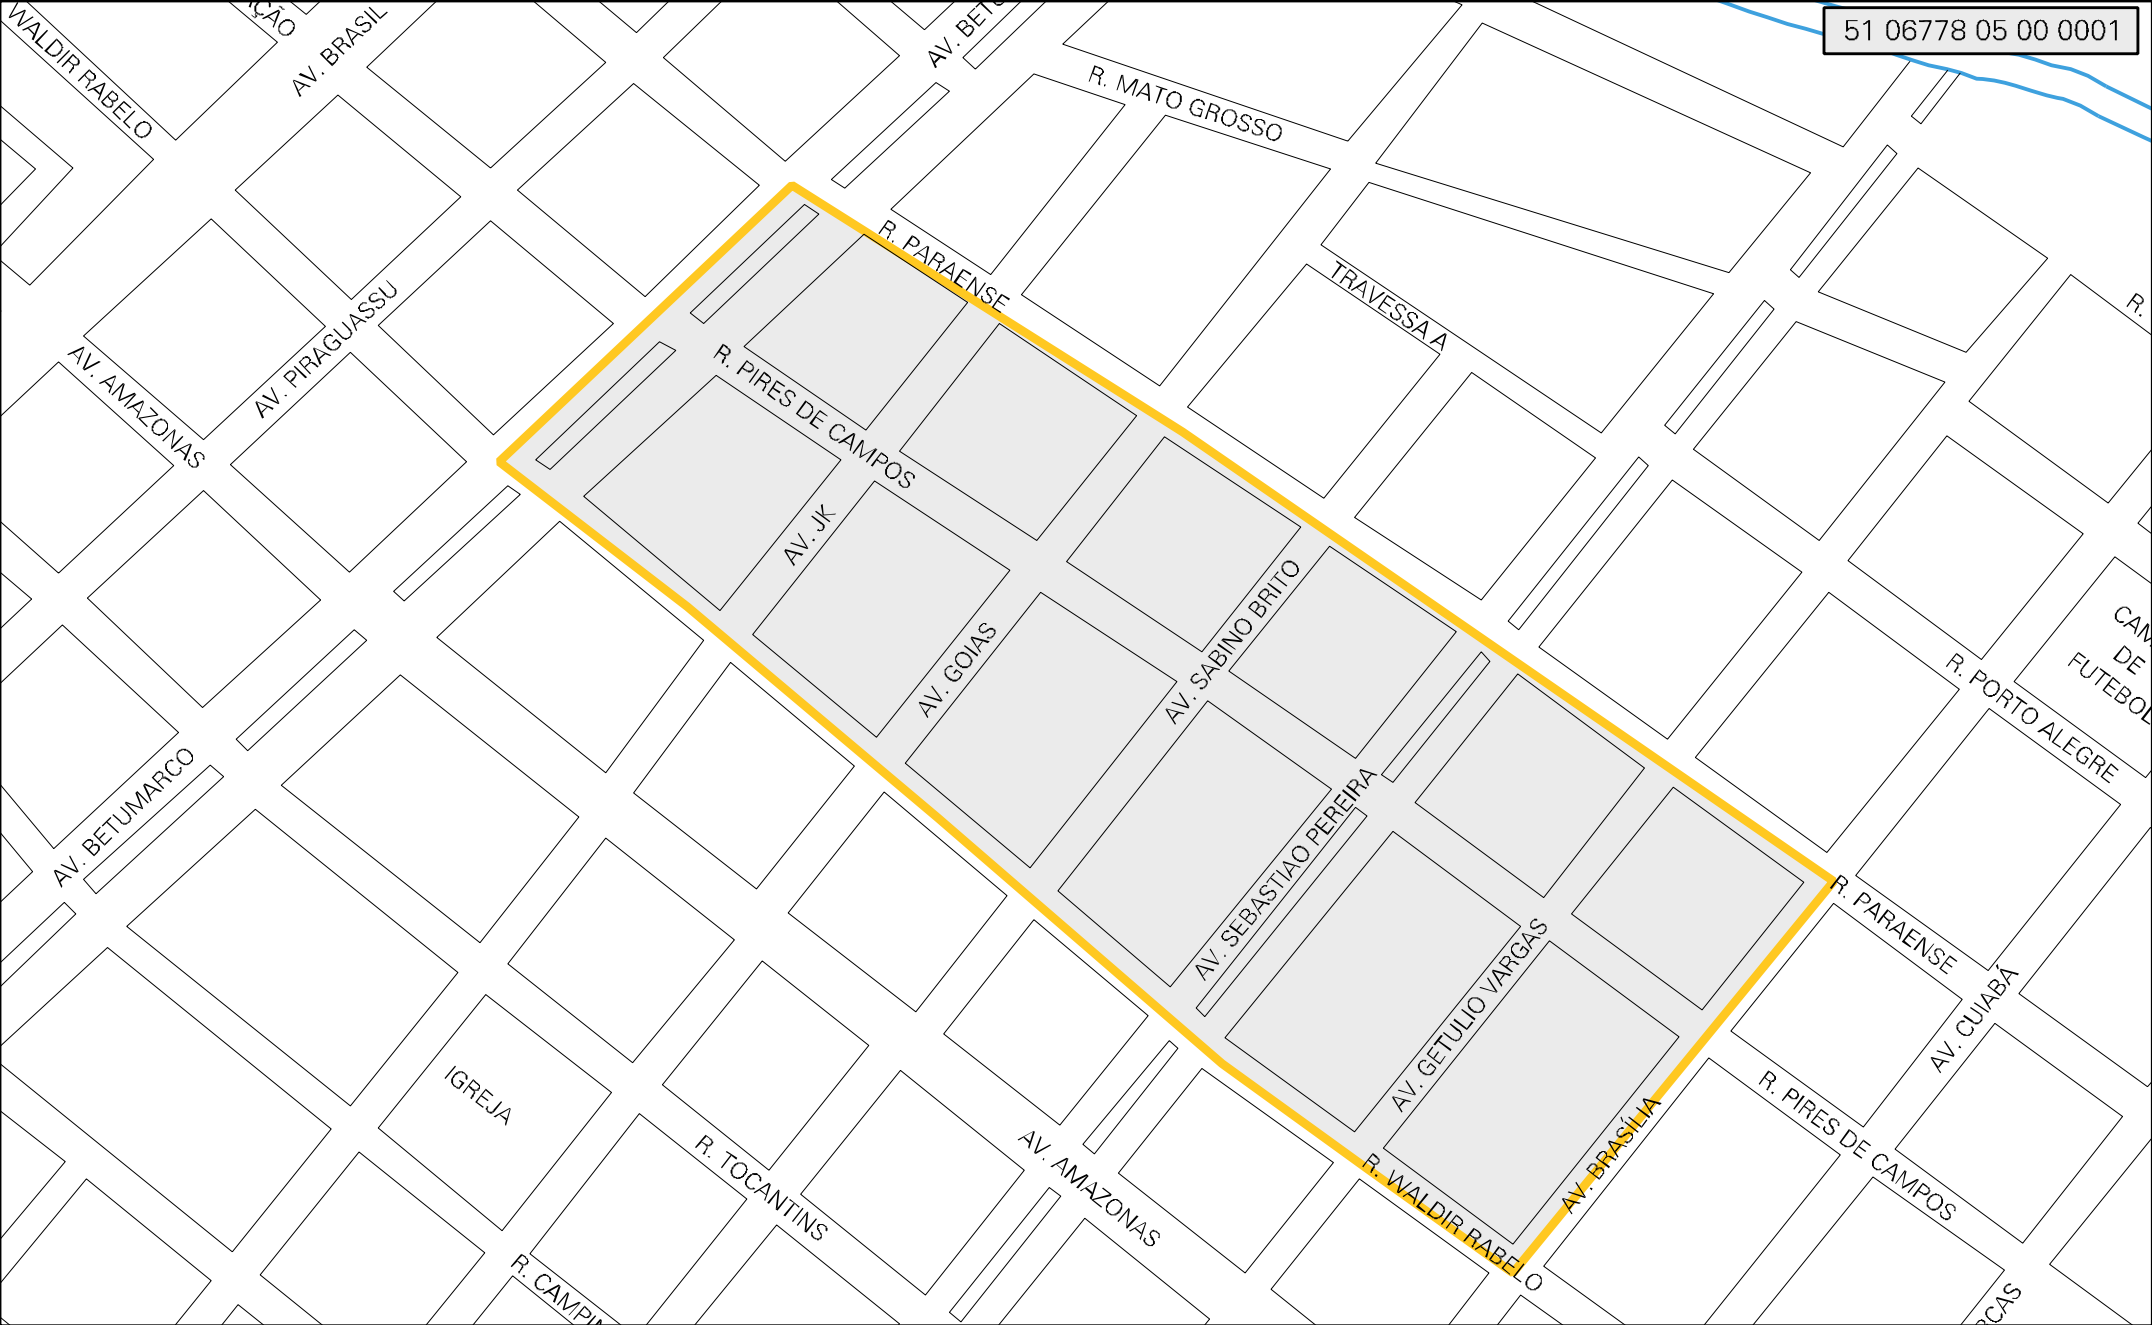 51 06778 05 00 0001
WALDIR RABELO
AV. BRASIL
R. MATO GROSSO
R. PARAENSE
TRAVESSA A
AV. PIRAGUASSU
AV. AMAZONAS
R. PIRES DE CAMPOS
AV. JK
AV. GOIAS
AV. SABINO BRITO
AV. SEBASTIAO PEREIRA
AV. GETULIO VARGAS
AV. BRASÍLIA
R. WALDIR RABELO
R. PORTO ALEGRE
DE
FUTEBOL
R. PARAENSE
AV. CUIABÁ
R. PIRES DE CAMPOS
AV. BETUMARCO
IGREJA
R. TOCANTINS
AV. AMAZONAS